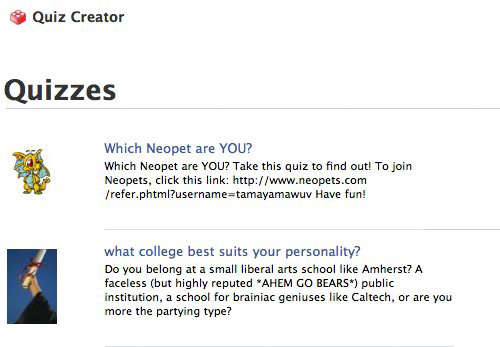 Quiz Creator
Quizzes
Which Neopet are YOU?
Which Neopet are YOU? Take this quiz to find out! To join
Neopets, click this link: http://www.neopets.com
/refer.phtml?username=tamayamawuv Have fun!
what college best suits your personality?
Do you belong at a small liberal arts school like Amherst? A
faceless (but highly reputed *AHEM GO BEARS*) public
institution, a school for brainiac geniuses like Caltech, or are you
more the partying type?